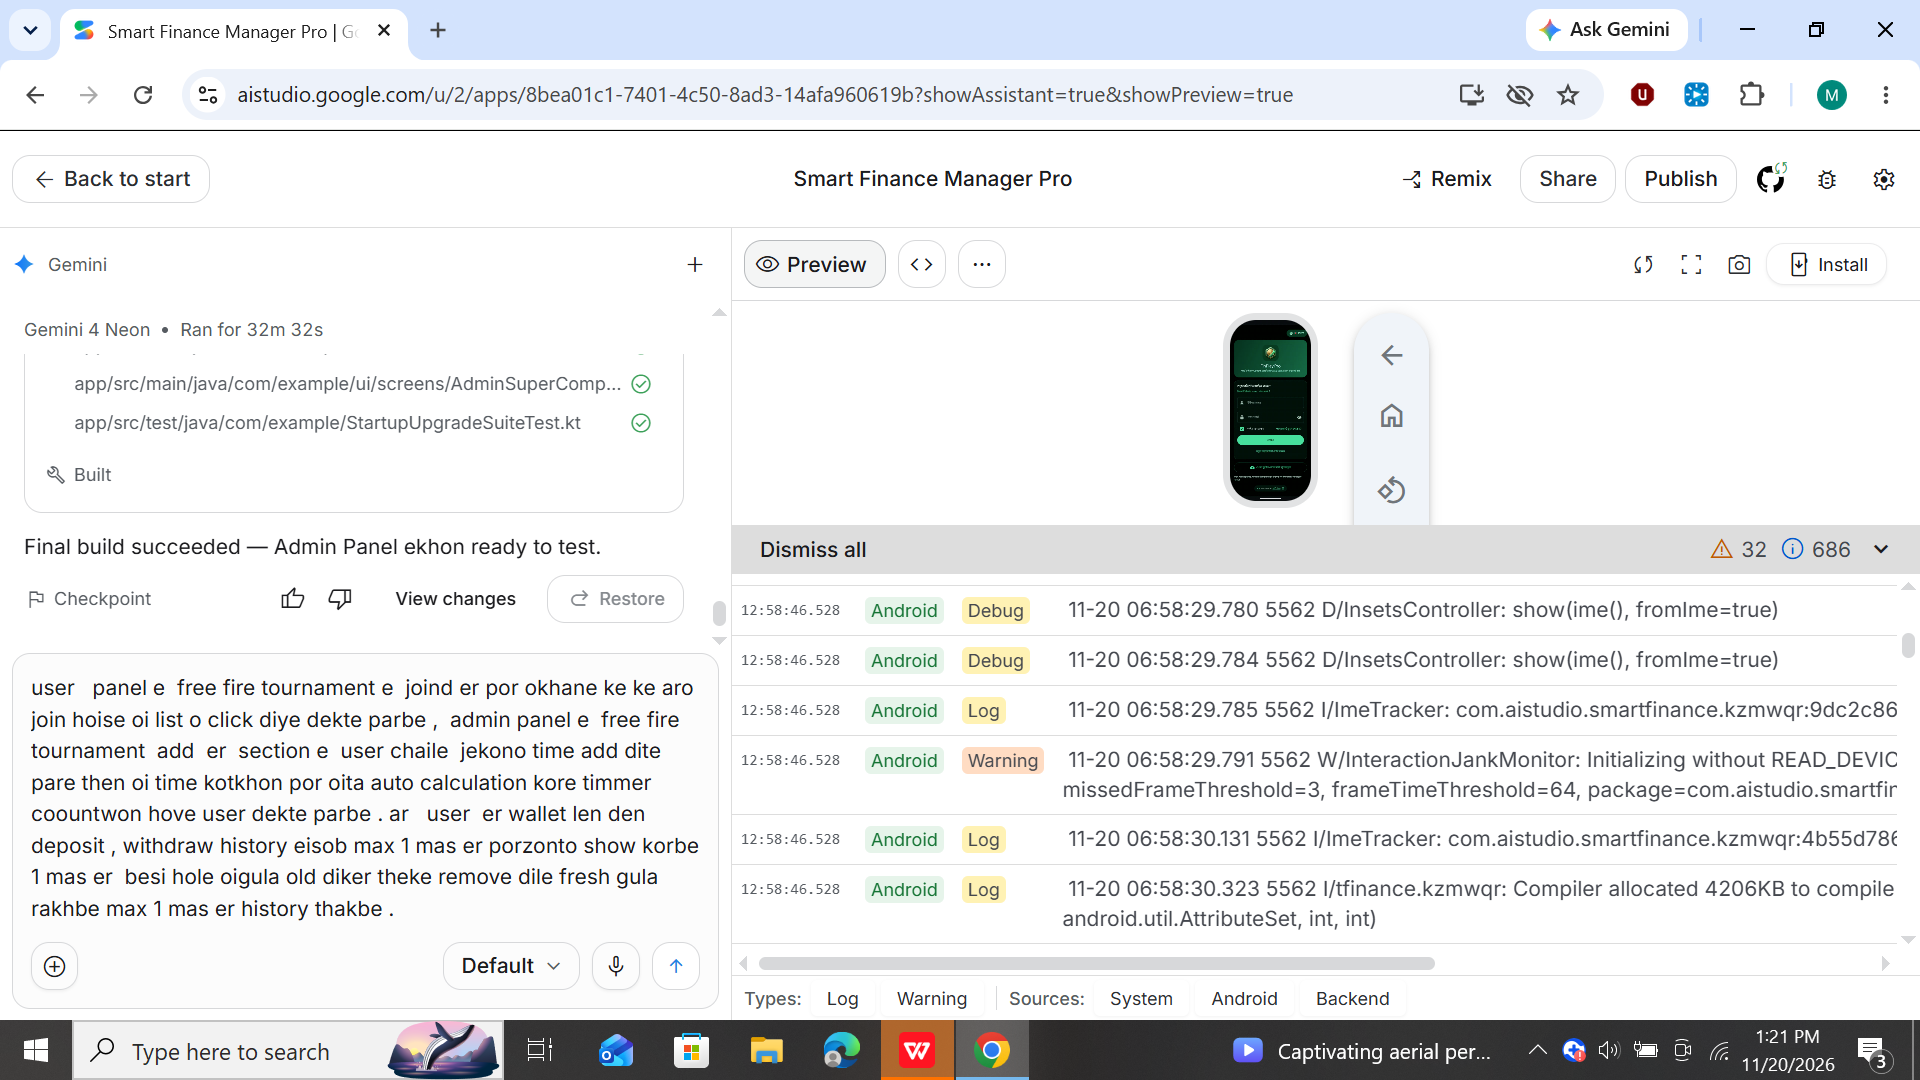 Smart Finance Manager Pro | Go
Ask Gemini
aistudio.google.com/u/2/apps/8bea01c1-7401-4c50-8ad3-14afa960619b?showAssistant=true&showPreview=true
M
Back to start
Smart Finance Manager Pro
Remix
Share
Publish
Gemini
Preview
Install
Gemini 4 Neon • Ran for 32m 32s
app/src/main/java/com/example/ui/screens/AdminSuperComp...
app/src/test/java/com/example/StartupUpgradeSuiteTest.kt
Built
Final build succeeded — Admin Panel ekhon ready to test.
Checkpoint
View changes
Restore
user panel e free fire tournament e joind er por okhane ke ke aro
join hoise oi list o click diye dekte parbe , admin panel e free fire
tournament add er section e user chaile jekono time add dite
pare then oi time kotkhon por oita auto calculation kore timmer
coountwon hove user dekte parbe . ar user er wallet len den
deposit , withdraw history eisob max 1 mas er porzonto show korbe
1 mas er besi hole oigula old diker theke remove dile fresh gula
rakhbe max 1 mas er history thakbe .
Default
Dismiss all
32
686
12:58:46.528 Android Debug 11-20 06:58:29.780 5562 D/InsetsController: show(ime(), fromIme=true)
12:58:46.528 Android Debug 11-20 06:58:29.784 5562 D/InsetsController: show(ime(), fromIme=true)
12:58:46.528 Android Log 11-20 06:58:29.785 5562 I/ImeTracker: com.aistudio.smartfinance.kzmwqr:9dc2c86
12:58:46.528 Android Warning 11-20 06:58:29.791 5562 W/InteractionJankMonitor: Initializing without READ_DEVIC
missedFrameThreshold=3, frameTimeThreshold=64, package=com.aistudio.smartfin
12:58:46.528 Android Log 11-20 06:58:30.131 5562 I/ImeTracker: com.aistudio.smartfinance.kzmwqr:4b55d786
12:58:46.528 Android Log 11-20 06:58:30.323 5562 I/tfinance.kzmwqr: Compiler allocated 4206KB to compile
android.util.AttributeSet, int, int)
Types: Log Warning Sources: System Android Backend
Type here to search
Captivating aerial per...
1:21 PM
11/20/2026
3